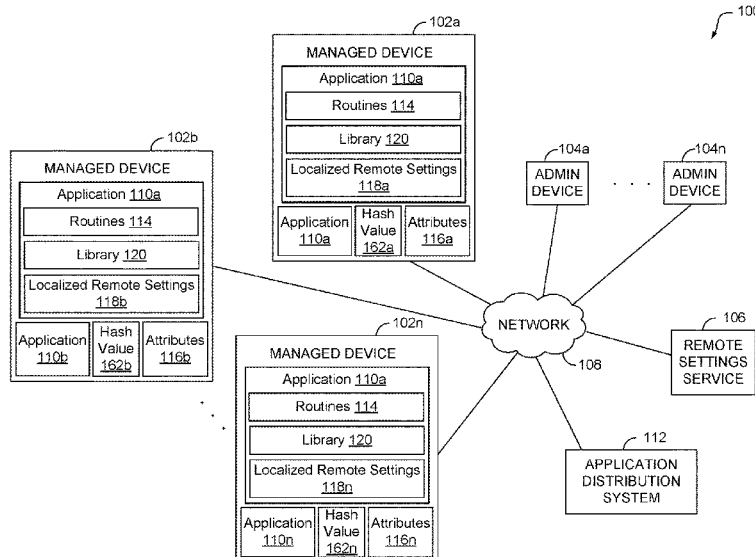 100
102a
MANAGED DEVICE
Application 110a
Routines 114
Library 120
Localized Remote Settings
118a
Application
110a
Hash
Value
162a
Attributes
116a
102b
MANAGED DEVICE
Application 110a
Routines 114
Library 120
Localized Remote Settings
118b
Application
110b
Hash
Value
162b
Attributes
116b
102n
MANAGED DEVICE
Application 110a
Routines 114
Library 120
Localized Remote Settings
118n
Application
110n
Hash
Value
162n
Attributes
116n
104a
ADMIN
DEVICE
104n
ADMIN
DEVICE
NETWORK
108
106
REMOTE
SETTINGS
SERVICE
112
APPLICATION
DISTRIBUTION
SYSTEM